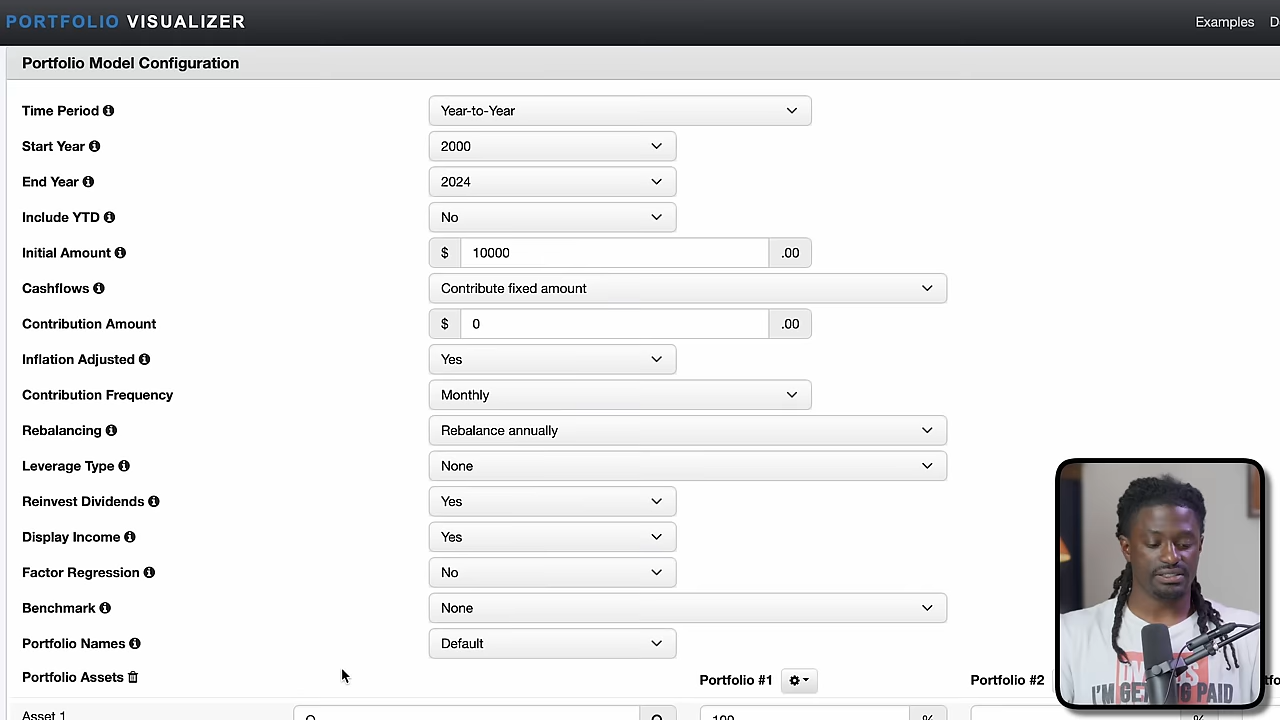 PORTFOLIO VISUALIZER
Examples
Portfolio Model Configuration
Time Period Year-to-Year
Start Year 2000
End Year 2024
Include YTD No
Initial Amount $ 10000 .00
Cashflows Contribute fixed amount
Contribution Amount $ 0 .00
Inflation Adjusted Yes
Contribution Frequency Monthly
Rebalancing Rebalance annually
Leverage Type None
Reinvest Dividends Yes
Display Income Yes
Factor Regression No
Benchmark None
Portfolio Names Default
Portfolio Assets Portfolio #1 Portfolio #2
Asset 1 100 %
I'M GETTING PAID